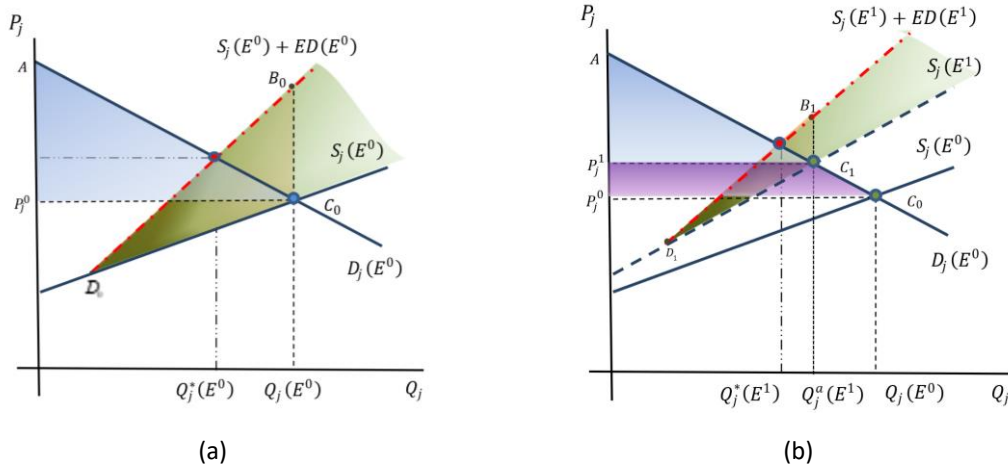 P_j
A
S_j(E^0) + ED(E^0)
B_0
S_j(E^0)
P_j^0
C_0
D_j(E^0)
D_0
Q_j^*(E^0)
Q_j(E^0)
Q_j
(a)
P_j
A
S_j(E^1) + ED(E^1)
S_j(E^1)
B_1
S_j(E^0)
P_j^1
C_1
P_j^0
C_0
D_j(E^0)
D_1
Q_j^*(E^1)
Q_j^a(E^1)
Q_j(E^0)
Q_j
(b)